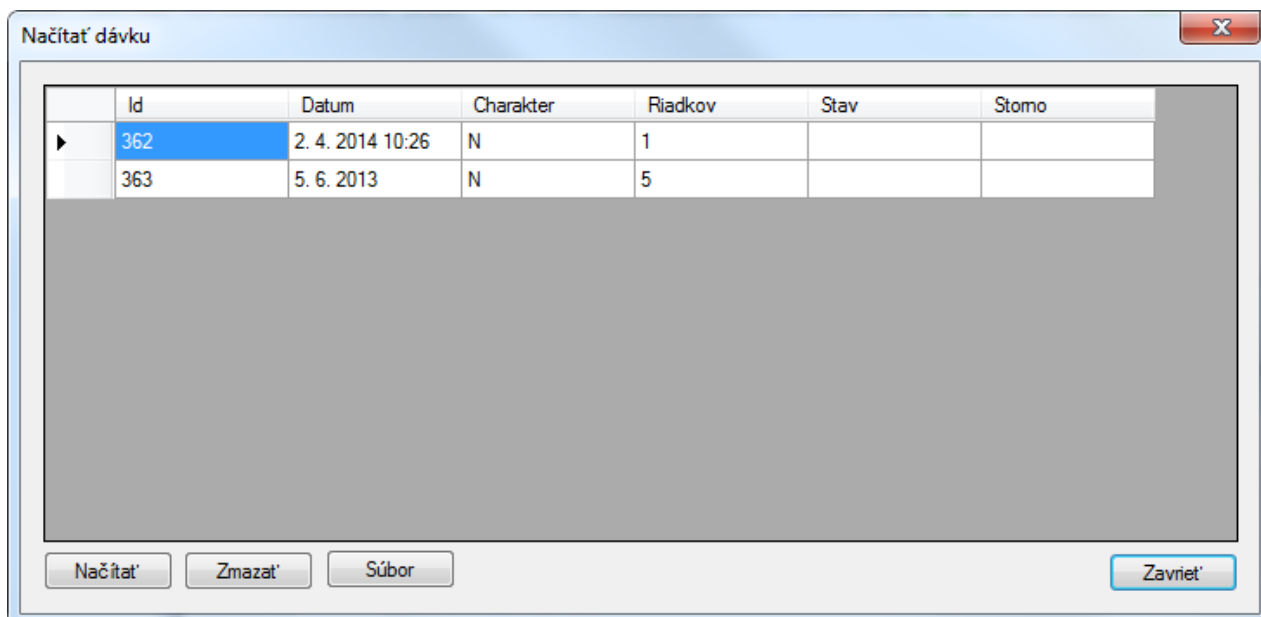 Načítať dávku
X
Id Datum Charakter Riadkov Stav Stomo
362 2. 4. 2014 10:26 N 1
363 5. 6. 2013 N 5
Načítať Zmazať Súbor Zavrieť